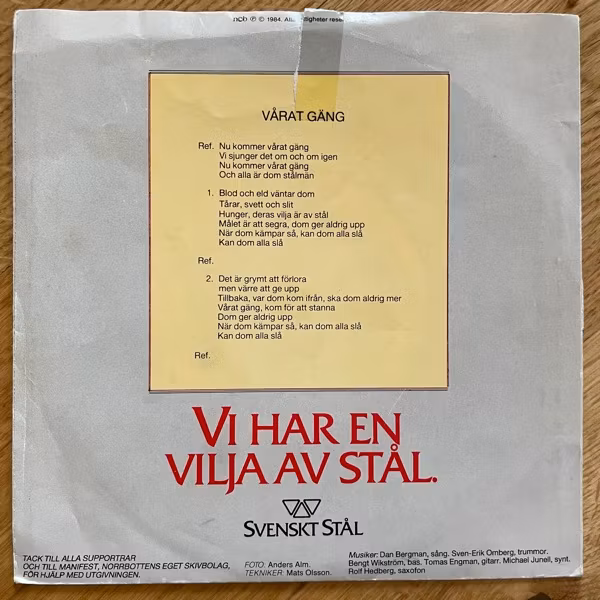 ncb Ⓟ © 1984.
VÅRAT GÄNG
Ref. Nu kommer vårat gäng
Vi sjunger det om och om igen
Nu kommer vårat gäng
Och alla är dom stålmän
1. Blod och eld väntar dom
Tårar, svett och slit
Hunger, deras vilja är av stål
Målet är att segra, dom ger aldrig upp
När dom kämpar så, kan dom alla slå
Kan dom alla slå
Ref.
2. Det är grymt att förlora
men värre att ge upp
Tillbaka, var dom kom ifrån, ska dom aldrig mer
Vårat gäng, kom för att stanna
Dom ger aldrig upp
När dom kämpar så, kan dom alla slå
Kan dom alla slå
Ref.
VI HAR EN
VILJA AV STÅL.
SVENSKT STÅL
TACK TILL ALLA SUPPORTRAR
OCH TILL MANIFEST, NORRBOTTENS EGET SKIVBOLAG,
FÖR HJÄLP MED UTGIVNINGEN.
FOTO: Anders Alm.
TEKNIKER: Mats Olsson.
Musiker: Dan Bergman, sång. Sven-Erik Omberg, trummor.
Bengt Wikström, bas. Tomas Engman, gitarr. Michael Junell, synt.
Rolf Hedberg, saxofon